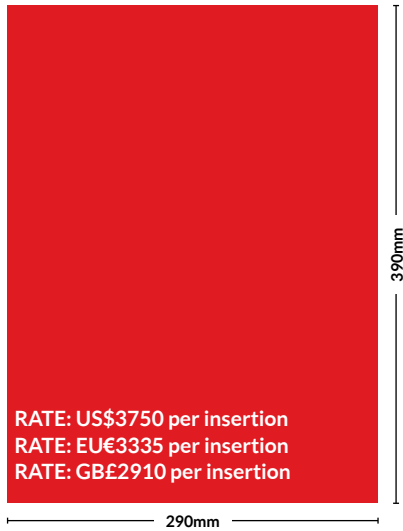 390mm
RATE: US$3750 per insertion
RATE: EU€3335 per insertion
RATE: GB£2910 per insertion
290mm